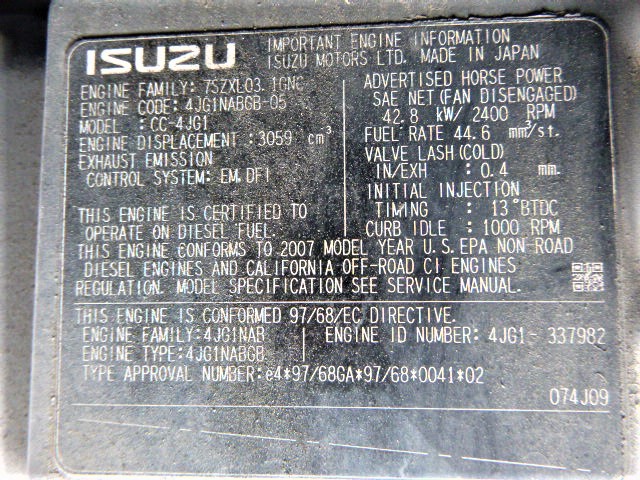 ISUZU
IMPORTANT ENGINE INFORMATION
ISUZU MOTORS LTD. MADE IN JAPAN
ENGINE FAMILY: 7SZXL03.1GNC
ENGINE CODE: 4JG1NABGB-05
MODEL : CC-4JG1
ENGINE DISPLACEMENT: 3059 cm³
EXHAUST EMISSION
CONTROL SYSTEM: EM, DFI
THIS ENGINE IS CERTIFIED TO
OPERATE ON DIESEL FUEL.
ADVERTISED HORSE POWER
SAE NET (FAN DISENGAGED)
42.8 kW/ 2400 RPM
FUEL RATE 44.6 mm³/st.
VALVE LASH (COLD)
IN/EXH : 0.4 mm.
INITIAL INJECTION
TIMING : 13°BTDC
CURB IDLE : 1000 RPM
THIS ENGINE CONFORMS TO 2007 MODEL YEAR U.S. EPA NON-ROAD
DIESEL ENGINES AND CALIFORNIA OFF-ROAD CI ENGINES
REGULATION. MODEL SPECIFICATION SEE SERVICE MANUAL.
THIS ENGINE IS CONFORMED 97/68/EC DIRECTIVE.
ENGINE FAMILY: 4JG1NAB ENGINE ID NUMBER: 4JG1- 337982
ENGINE TYPE: 4JG1NABGB
TYPE APPROVAL NUMBER: e4*97/68GA*97/68*0041*02
074J09